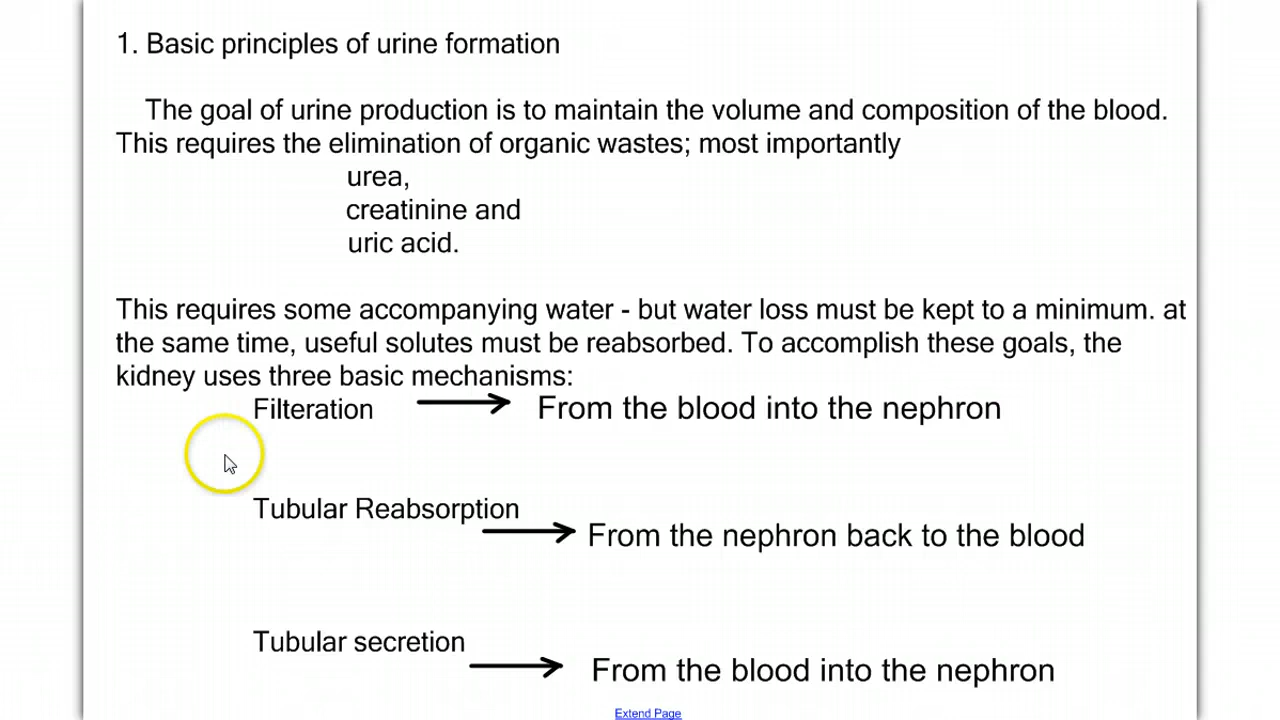 1. Basic principles of urine formation
The goal of urine production is to maintain the volume and composition of the blood.
This requires the elimination of organic wastes; most importantly
urea,
creatinine and
uric acid.
This requires some accompanying water - but water loss must be kept to a minimum. at
the same time, useful solutes must be reabsorbed. To accomplish these goals, the
kidney uses three basic mechanisms:
Filteration From the blood into the nephron
Tubular Reabsorption
From the nephron back to the blood
Tubular secretion
From the blood into the nephron
Extend Page